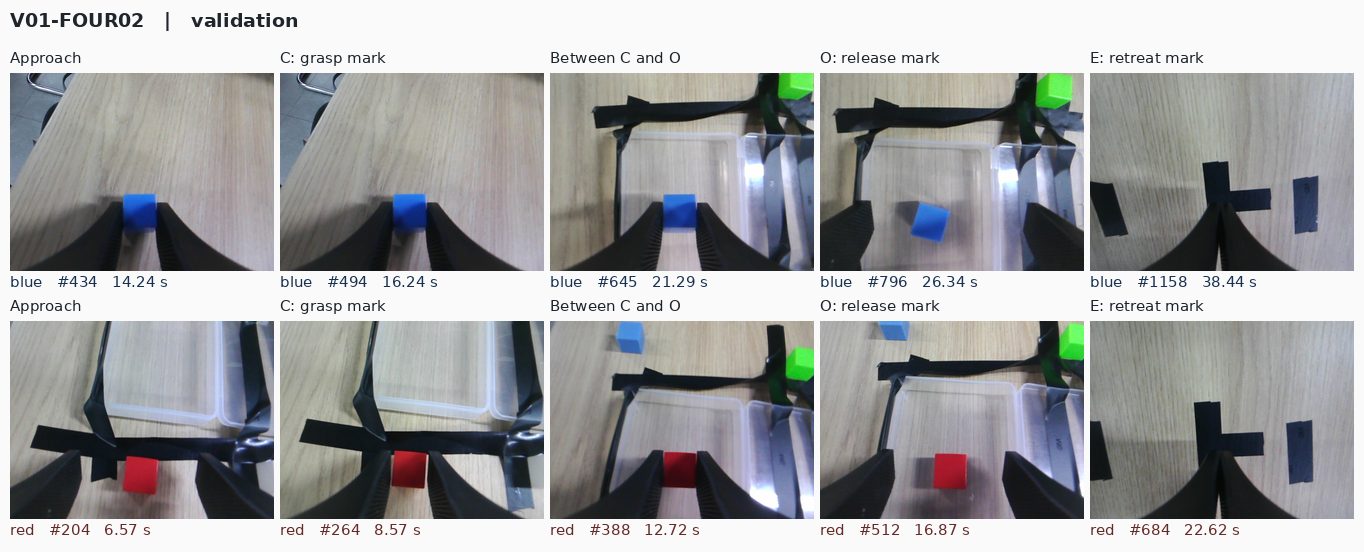 V01-FOUR02 | validation
Approach C: grasp mark Between C and O O: release mark E: retreat mark
blue #434 14.24 s blue #494 16.24 s blue #645 21.29 s blue #796 26.34 s blue #1158 38.44 s
Approach C: grasp mark Between C and O O: release mark E: retreat mark
red #204 6.57 s red #264 8.57 s red #388 12.72 s red #512 16.87 s red #684 22.62 s